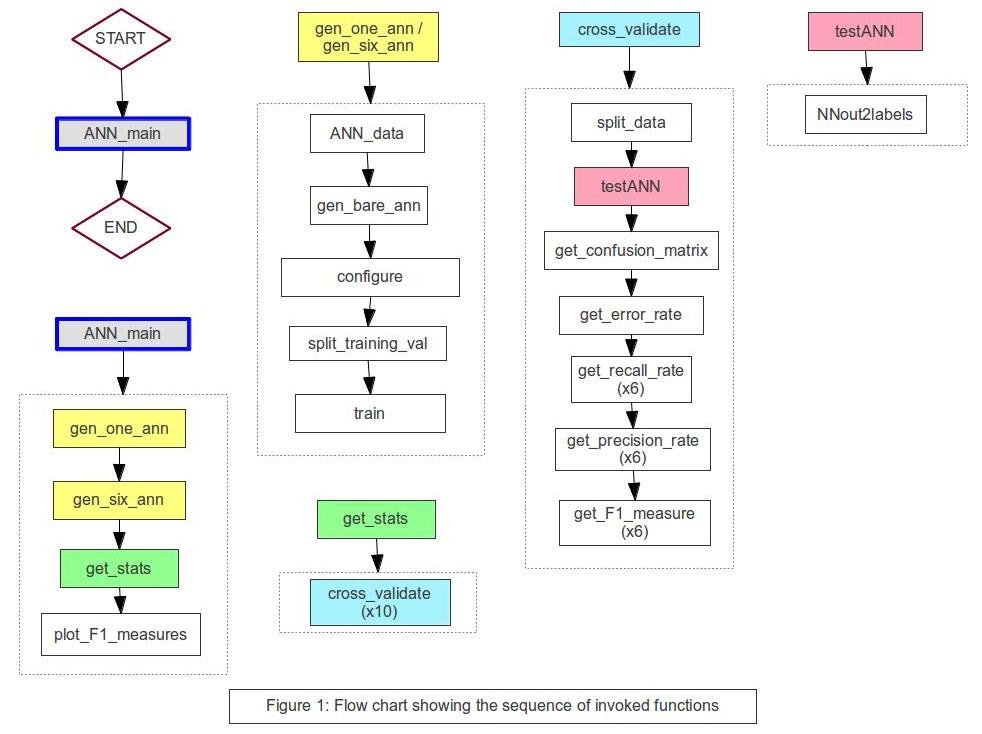 START
ANN_main
END
ANN_main
gen_one_ann
gen_six_ann
get_stats
plot_F1_measures
gen_one_ann /
gen_six_ann
ANN_data
gen_bare_ann
configure
split_training_val
train
get_stats
cross_validate
(x10)
cross_validate
split_data
testANN
get_confusion_matrix
get_error_rate
get_recall_rate
(x6)
get_precision_rate
(x6)
get_F1_measure
(x6)
testANN
NNout2labels
Figure 1: Flow chart showing the sequence of invoked functions